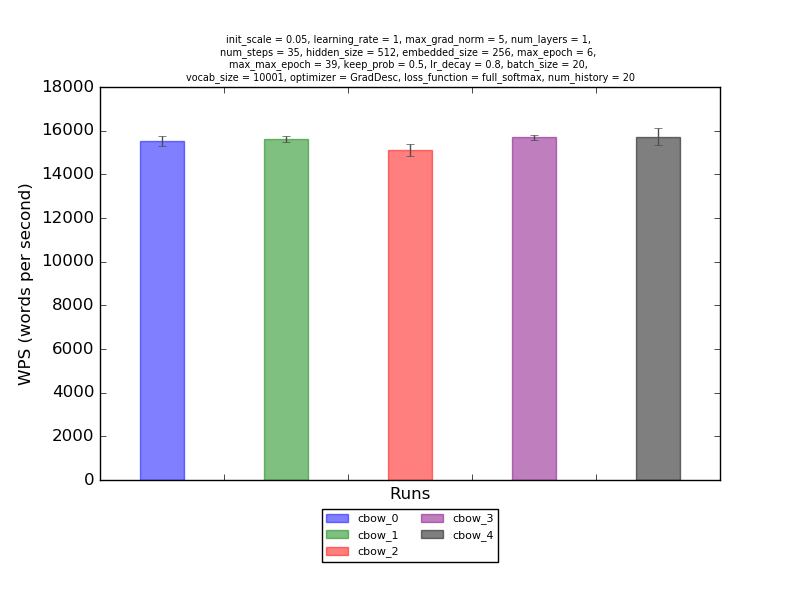 init_scale = 0.05, learning_rate = 1, max_grad_norm = 5, num_layers = 1,
num_steps = 35, hidden_size = 512, embedded_size = 256, max_epoch = 6,
max_max_epoch = 39, keep_prob = 0.5, lr_decay = 0.8, batch_size = 20,
vocab_size = 10001, optimizer = GradDesc, loss_function = full_softmax, num_history = 20
18000
16000
14000
12000
10000
8000
6000
4000
2000
0
WPS (words per second)
Runs
cbow_0
cbow_1
cbow_2
cbow_3
cbow_4